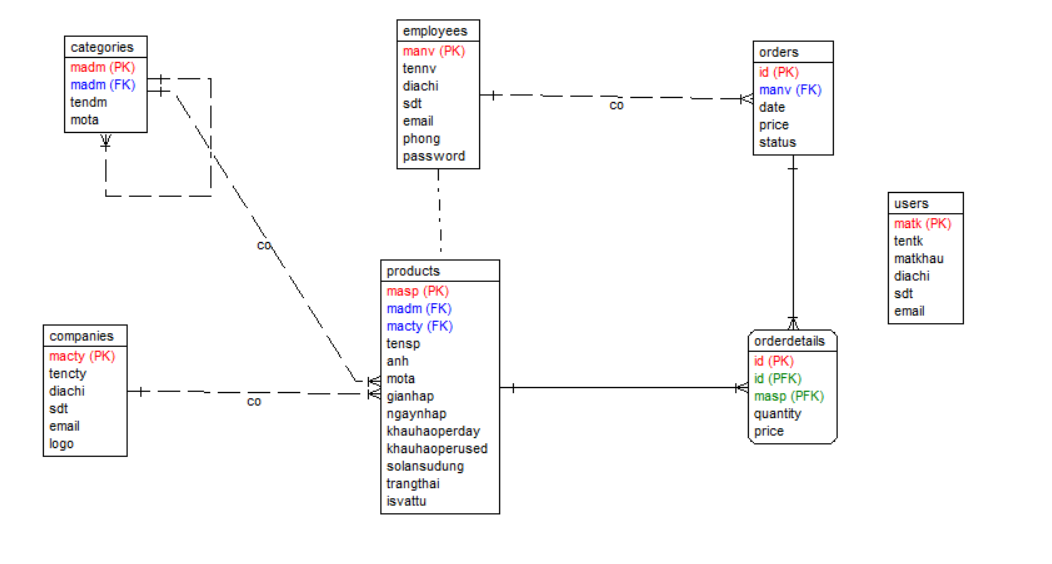 categories
madm (PK)
madm (FK)
tendm
mota
employees
manv (PK)
tennv
diachi
sdt
email
phong
password
co
orders
id (PK)
manv (FK)
date
price
status
users
matk (PK)
tentk
matkhau
diachi
sdt
email
co
companies
macty (PK)
tencty
diachi
sdt
email
logo
co
products
masp (PK)
madm (FK)
macty (FK)
tensp
anh
mota
gianhap
ngaynhap
khauhaoperday
khauhaoperused
solansudung
trangthai
isvattu
orderdetails
id (PK)
id (PFK)
masp (PFK)
quantity
price